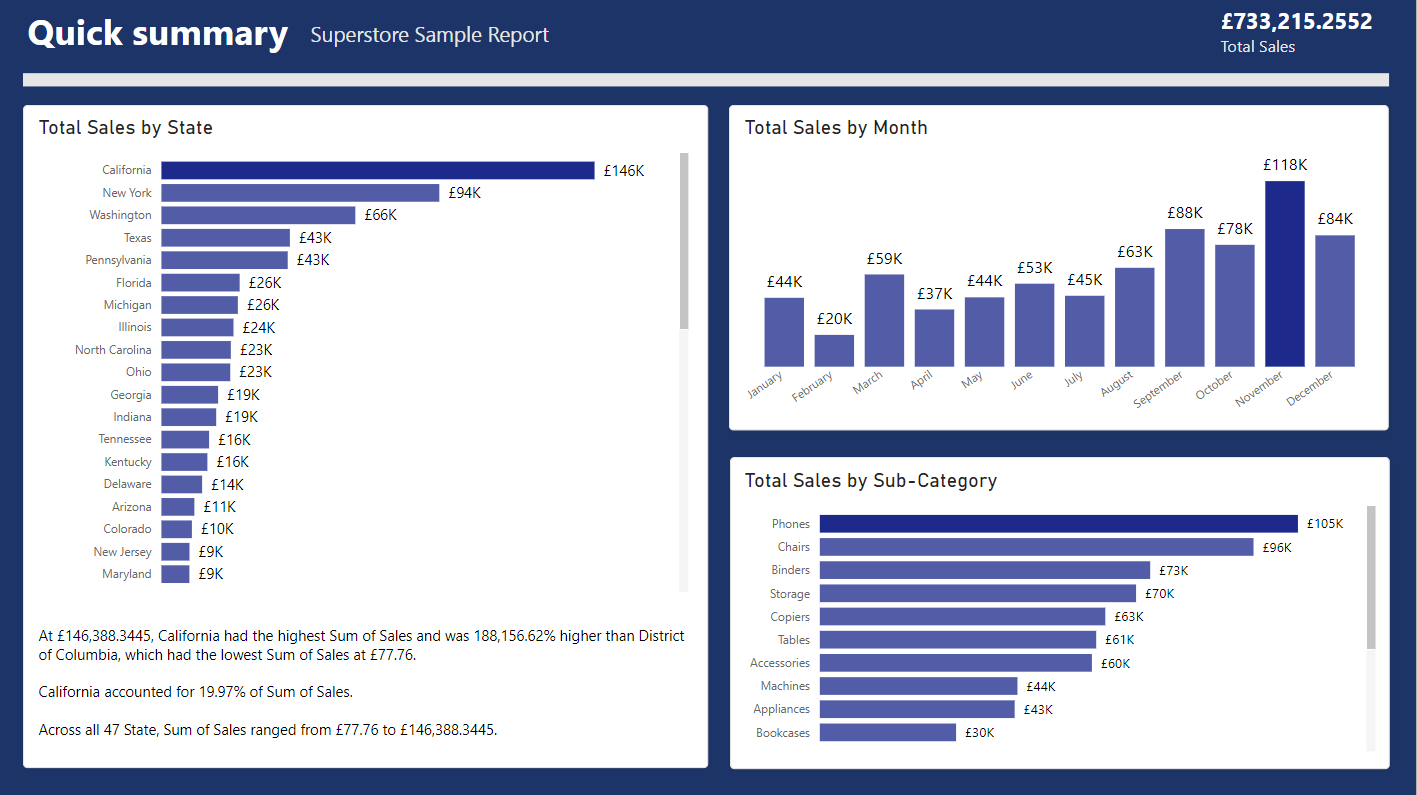 Quick summary Superstore Sample Report
£733,215.2552
Total Sales
Total Sales by State
California £146K
New York £94K
Washington £66K
Texas £43K
Pennsylvania £43K
Florida £26K
Michigan £26K
Illinois £24K
North Carolina £23K
Ohio £23K
Georgia £19K
Indiana £19K
Tennessee £16K
Kentucky £16K
Delaware £14K
Arizona £11K
Colorado £10K
New Jersey £9K
Maryland £9K
At £146,388.3445, California had the highest Sum of Sales and was 188,156.62% higher than District
of Columbia, which had the lowest Sum of Sales at £77.76.
California accounted for 19.97% of Sum of Sales.
Across all 47 State, Sum of Sales ranged from £77.76 to £146,388.3445.
Total Sales by Month
£44K £20K £59K £37K £44K £53K £45K £63K £88K £78K £118K £84K
January February March April May June July August September October November December
Total Sales by Sub-Category
Phones £105K
Chairs £96K
Binders £73K
Storage £70K
Copiers £63K
Tables £61K
Accessories £60K
Machines £44K
Appliances £43K
Bookcases £30K